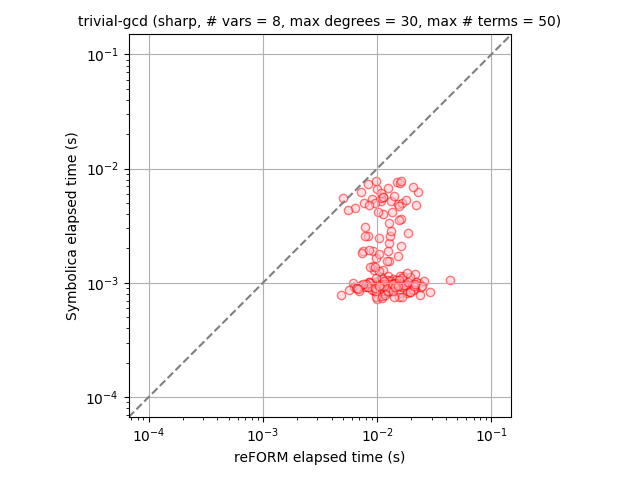 trivial-gcd (sharp, # vars = 8, max degrees = 30, max # terms = 50)
10⁻¹
10⁻²
10⁻³
10⁻⁴
Symbolica elapsed time (s)
10⁻⁴ 10⁻³ 10⁻² 10⁻¹
reFORM elapsed time (s)